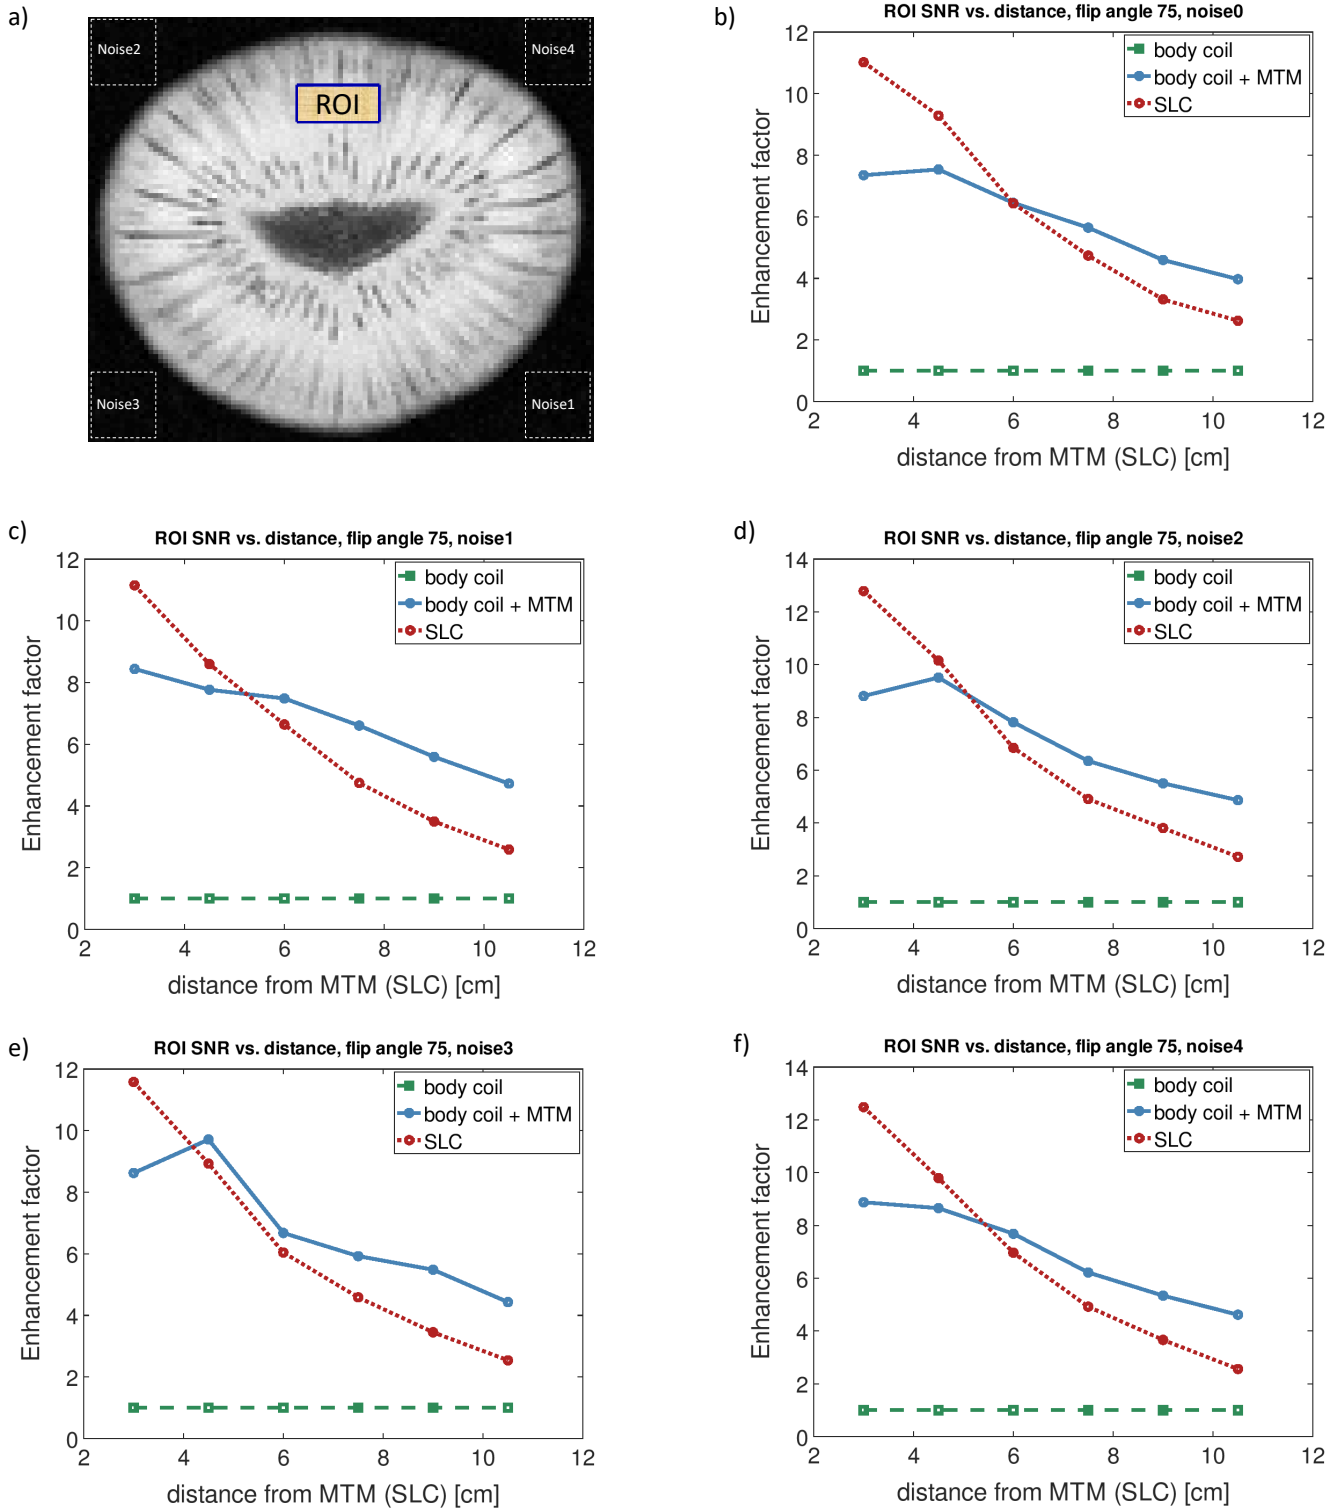 a)
Noise2
Noise4
ROI
Noise3
Noise1
b)
ROI SNR vs. distance, flip angle 75, noise0
body coil
body coil + MTM
SLC
Enhancement factor
12
10
8
6
4
2
0
2 4 6 8 10 12
distance from MTM (SLC) [cm]
c)
ROI SNR vs. distance, flip angle 75, noise1
body coil
body coil + MTM
SLC
Enhancement factor
12
10
8
6
4
2
0
2 4 6 8 10 12
distance from MTM (SLC) [cm]
d)
ROI SNR vs. distance, flip angle 75, noise2
body coil
body coil + MTM
SLC
Enhancement factor
14
12
10
8
6
4
2
0
2 4 6 8 10 12
distance from MTM (SLC) [cm]
e)
ROI SNR vs. distance, flip angle 75, noise3
body coil
body coil + MTM
SLC
Enhancement factor
12
10
8
6
4
2
0
2 4 6 8 10 12
distance from MTM (SLC) [cm]
f)
ROI SNR vs. distance, flip angle 75, noise4
body coil
body coil + MTM
SLC
Enhancement factor
14
12
10
8
6
4
2
0
2 4 6 8 10 12
distance from MTM (SLC) [cm]